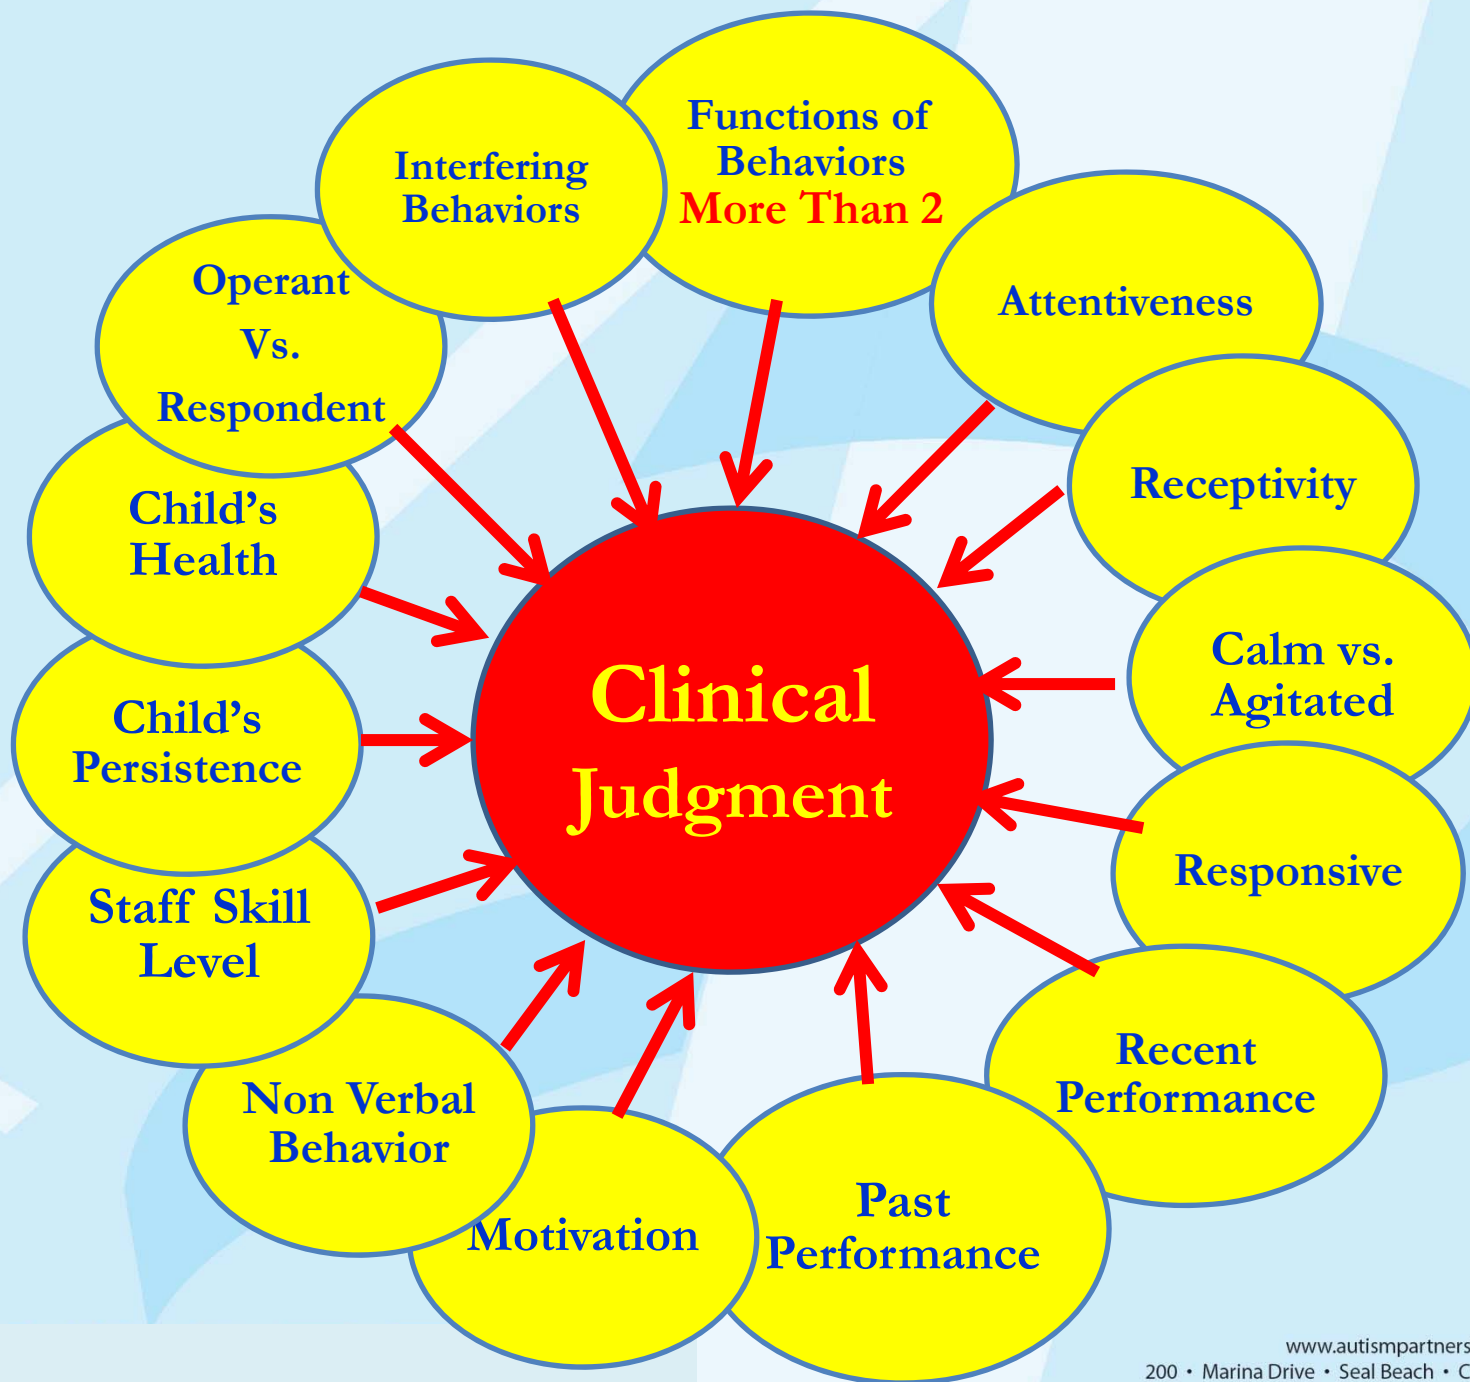 Functions of
Behaviors
More Than 2
Interfering
Behaviors
Attentiveness
Operant
Vs.
Respondent
Receptivity
Child's
Health
Calm vs.
Agitated
Clinical
Judgment
Child's
Persistence
Responsive
Staff Skill
Level
Recent
Performance
Non Verbal
Behavior
Past
Performance
Motivation
www.autismpartners
200 • Marina Drive • Seal Beach • C